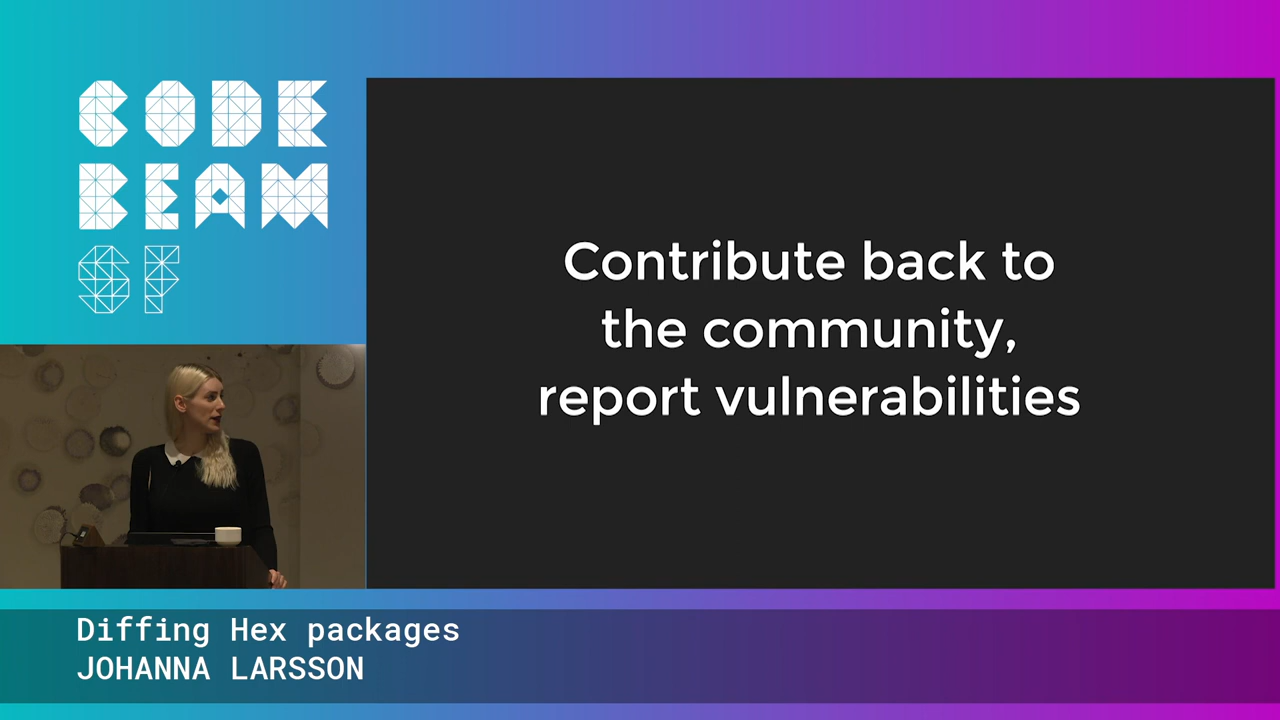 CODE
BEAM
SF
Contribute back to
the community,
report vulnerabilities
Diffing Hex packages
JOHANNA LARSSON